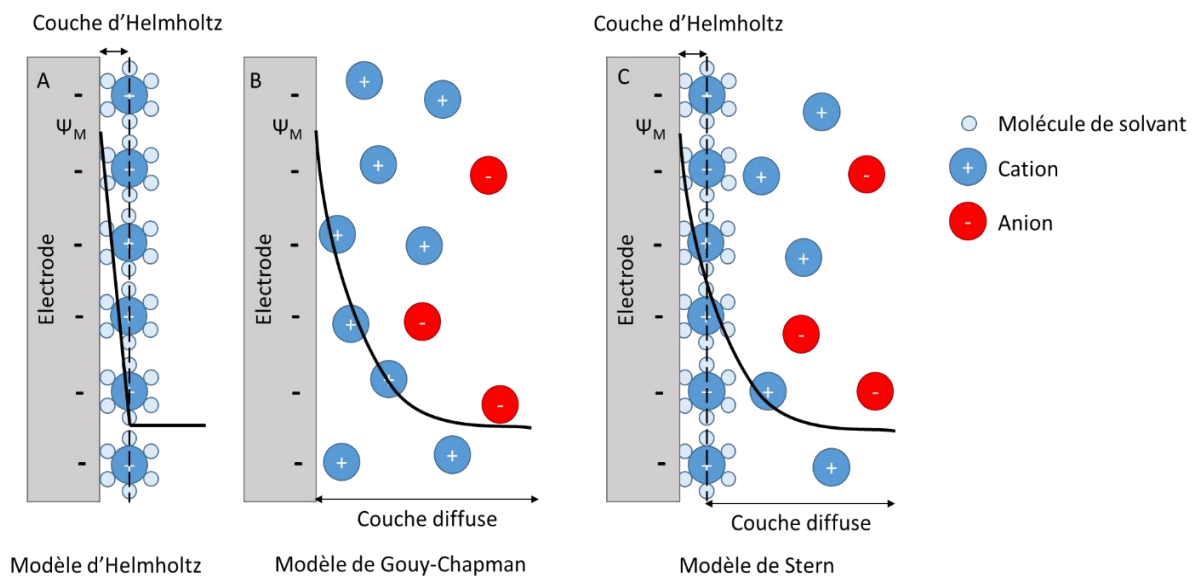 Couche d'Helmholtz
A
-
Ψ_M
-
Electrode
-
-
-
-
+
+
+
+
+
+
Modèle d'Helmholtz
B
-
Ψ_M
-
Electrode
-
-
-
-
+
+
+
-
+
+
+
-
+
-
+
+
Couche diffuse
Modèle de Gouy-Chapman
Couche d'Helmholtz
C
-
Ψ_M
-
Electrode
-
-
-
-
+
+
+
+
+
+
+
+
-
+
-
+
-
+
Couche diffuse
Modèle de Stern
Molécule de solvant
+ Cation
- Anion